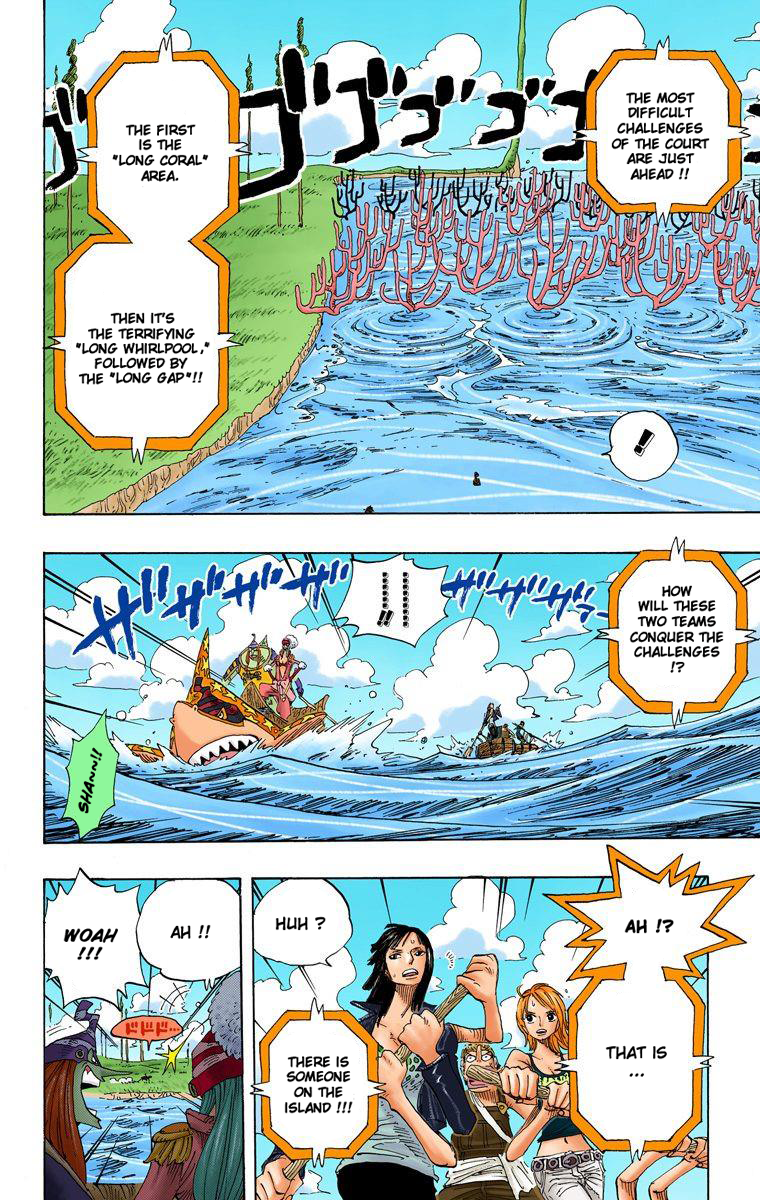 THE MOST
DIFFICULT
CHALLENGES
OF THE COURT
ARE JUST
AHEAD !!
THE FIRST
IS THE
"LONG CORAL"
AREA.
THEN IT'S
THE TERRIFYING
"LONG WHIRLPOOL,"
FOLLOWED BY
THE "LONG GAP"!!
ゴゴゴゴゴゴ
!
HOW
WILL THESE
TWO TEAMS
CONQUER THE
CHALLENGES
!?
ザザザ
!!
ザザザザ
SHANN!!
AH !?
THAT IS
...
HUH ?
THERE IS
SOMEONE
ON THE
ISLAND !!!
AH !!
WOAH
!!!
ドドド...